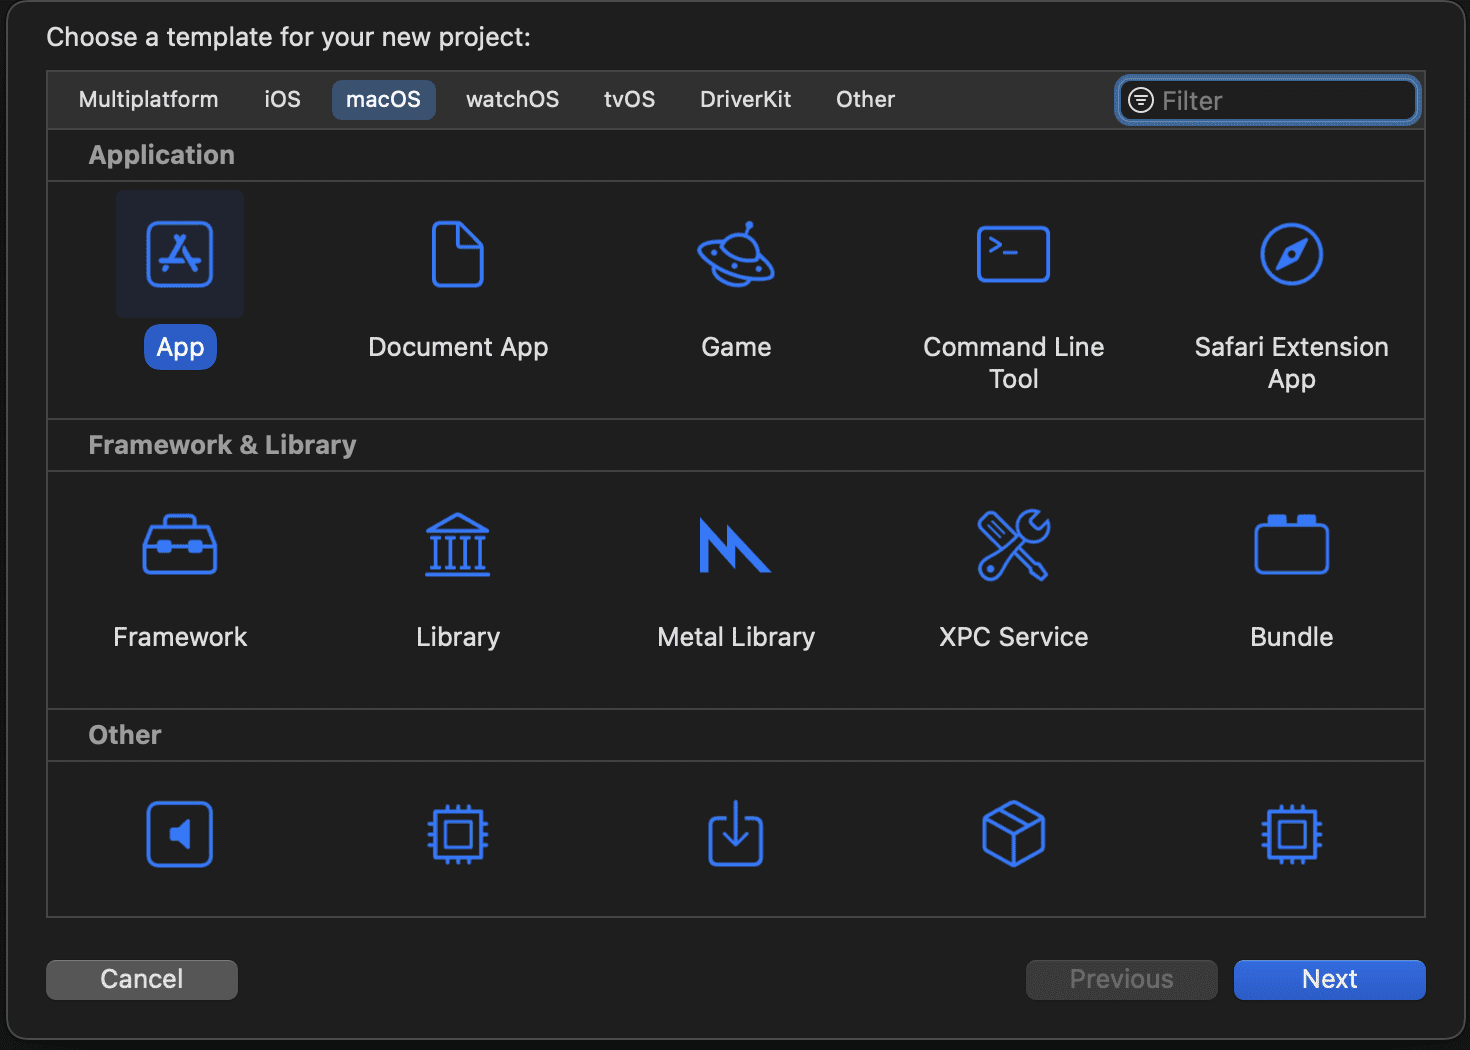 Choose a template for your new project:
Multiplatform iOS macOS watchOS tvOS DriverKit Other Filter
Application
App Document App Game Command Line Tool Safari Extension App
Framework & Library
Framework Library Metal Library XPC Service Bundle
Other
Cancel Previous Next